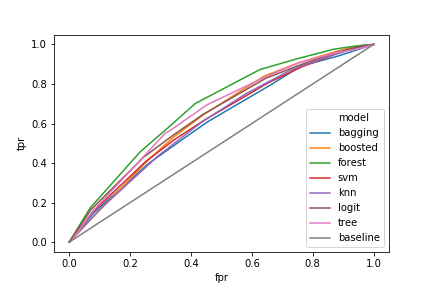 1.0
0.8
0.6
0.4
0.2
0.0
tpr
model
bagging
boosted
forest
svm
knn
logit
tree
baseline
0.0 0.2 0.4 0.6 0.8 1.0
fpr